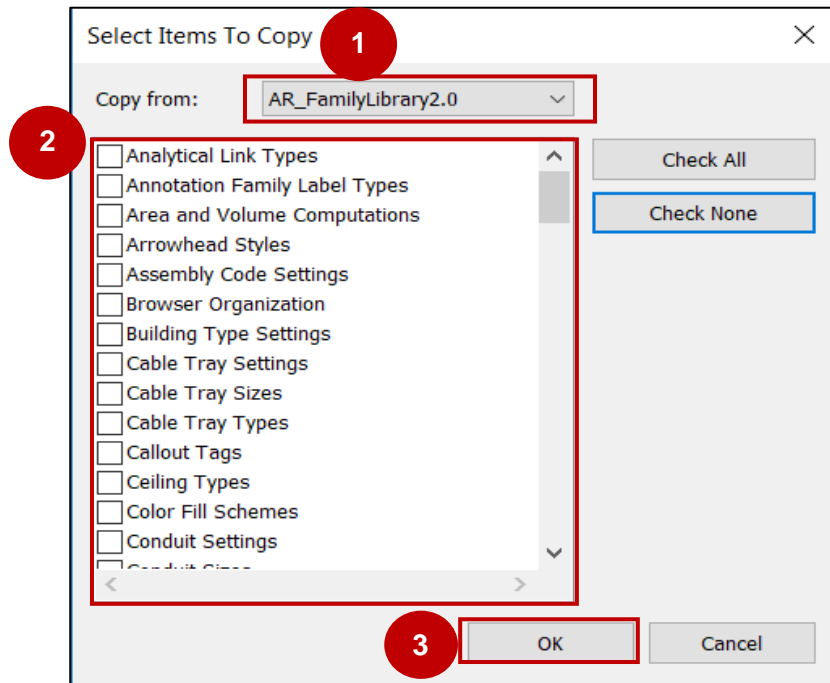 Select Items To Copy
1
Copy from: AR_FamilyLibrary2.0
2
Analytical Link Types
Check All
Annotation Family Label Types
Area and Volume Computations
Check None
Arrowhead Styles
Assembly Code Settings
Browser Organization
Building Type Settings
Cable Tray Settings
Cable Tray Sizes
Cable Tray Types
Callout Tags
Ceiling Types
Color Fill Schemes
Conduit Settings
Conduit Sizes
3
OK
Cancel